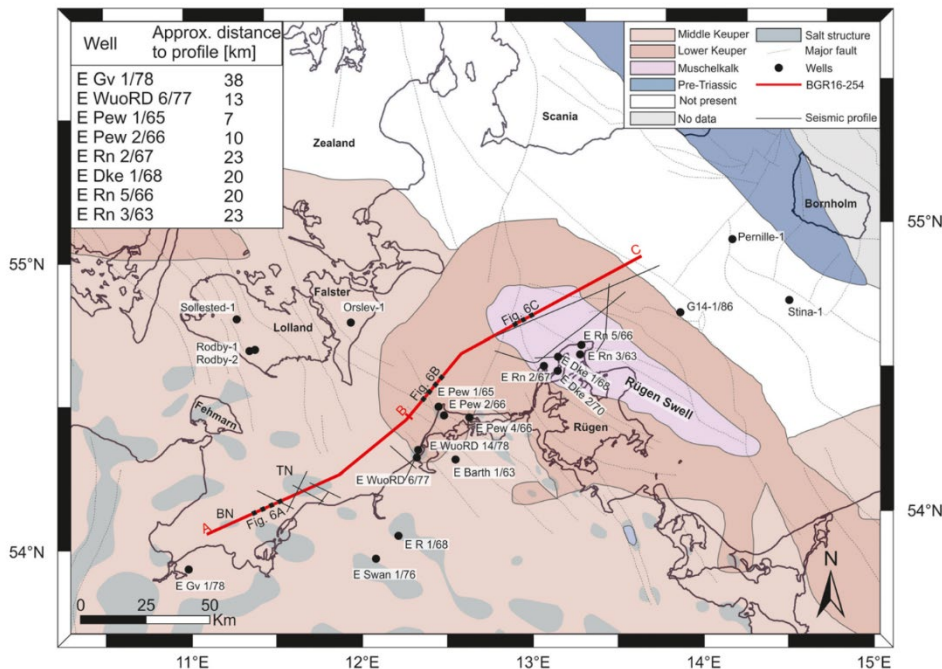 Well Approx. distance
to profile [km]
E Gv 1/78 38
E WuoRD 6/77 13
E Pew 1/65 7
E Pew 2/66 10
E Rn 2/67 23
E Dke 1/68 20
E Rn 5/66 20
E Rn 3/63 23
Middle Keuper
Lower Keuper
Muschelkalk
Pre-Triassic
Not present
No data
Salt structure
Major fault
Wells
BGR16-254
Seismic profile
Scania
Zealand
Bornholm
Pernille-1
55°N
55°N
C
Falster
Sollested-1
Orslev-1
G14-1/86
Stina-1
Lolland
Fig. 6C
Rodby-1
Rodby-2
E Rn 5/66
E Rn 3/63
E Rn 2/67
E Dke 1/68
E Dke 2/70
Rügen Swell
Fig. 6B
E Pew 1/65
E Pew 2/66
B
Fehmarn
E Pew 4/66
Rügen
E WuoRD 14/78
E Barth 1/63
E WuoRD 6/77
TN
BN
Fig. 6A
A
54°N
54°N
E R 1/68
E Swan 1/76
E Gv 1/78
N
0 25 50
Km
11°E 12°E 13°E 14°E 15°E